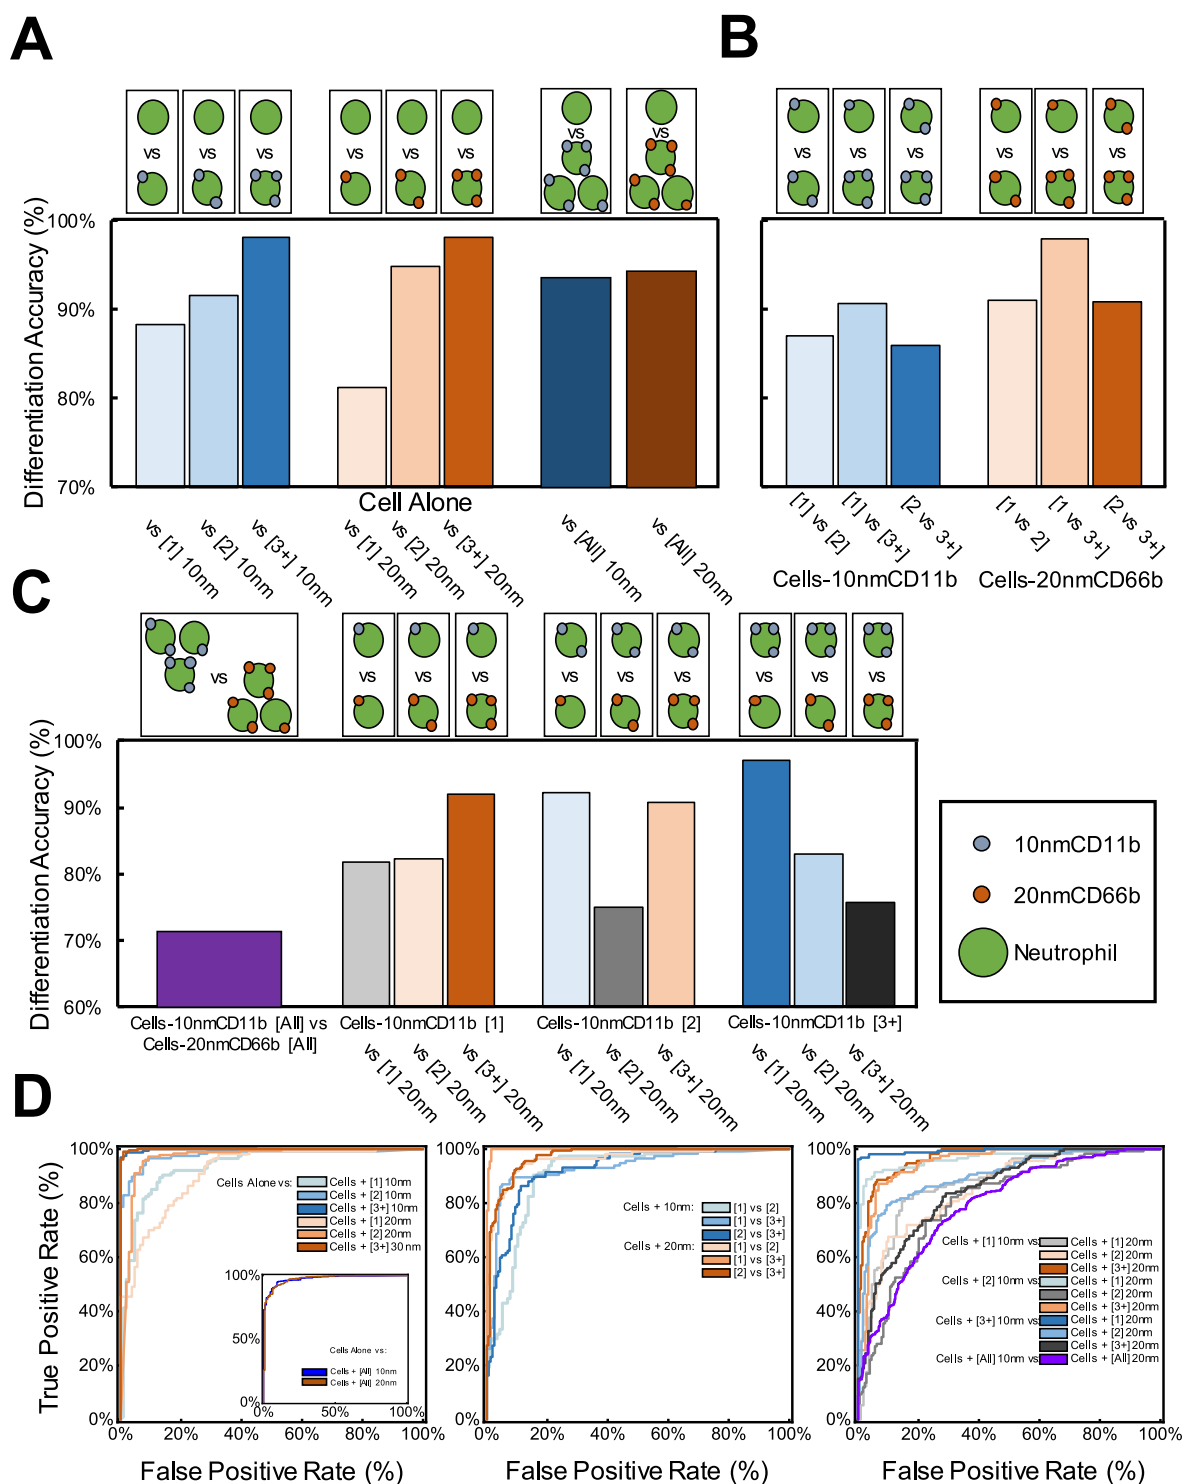 A
B
vs vs vs vs vs vs vs vs
vs vs vs vs vs vs
Differentiation Accuracy (%)
100%
90%
80%
70%
Cell Alone
vs [1] 10nm
vs [2] 10nm
vs [3+] 10nm
vs [1] 20nm
vs [2] 20nm
vs [3+] 20nm
vs [All] 10nm
vs [All] 20nm
[1] vs [2]
[1] vs [3+]
[2 vs 3+]
[1 vs 2]
[1 vs 3+]
[2 vs 3+]
Cells-10nmCD11b
Cells-20nmCD66b
C
vs vs vs vs vs vs vs vs vs vs
Differentiation Accuracy (%)
100%
90%
80%
70%
60%
10nmCD11b
20nmCD66b
Neutrophil
Cells-10nmCD11b [All] vs
Cells-20nmCD66b [All]
Cells-10nmCD11b [1]
vs [1] 20nm
vs [2] 20nm
vs [3+] 20nm
Cells-10nmCD11b [2]
vs [1] 20nm
vs [2] 20nm
vs [3+] 20nm
Cells-10nmCD11b [3+]
vs [1] 20nm
vs [2] 20nm
vs [3+] 20nm
D
True Positive Rate (%)
100%
80%
60%
40%
20%
0%
Cells Alone vs:
Cells + [1] 10nm
Cells + [2] 10nm
Cells + [3+] 10nm
Cells + [1] 20nm
Cells + [2] 20nm
Cells + [3+] 30nm
100%
50%
0%
Cells Alone vs:
Cells + [All] 10nm
Cells + [All] 20nm
0% 50% 100%
0% 20% 40% 60% 80% 100%
False Positive Rate (%)
100%
80%
60%
40%
20%
0%
Cells + 10nm:
[1] vs [2]
[1] vs [3+]
[2] vs [3+]
Cells + 20nm:
[1] vs [2]
[1] vs [3+]
[2] vs [3+]
0% 20% 40% 60% 80% 100%
False Positive Rate (%)
100%
80%
60%
40%
20%
0%
Cells + [1] 10nm vs:
Cells + [1] 20nm
Cells + [2] 20nm
Cells + [3+] 20nm
Cells + [2] 10nm vs:
Cells + [1] 20nm
Cells + [2] 20nm
Cells + [3+] 20nm
Cells + [3+] 10nm vs:
Cells + [1] 20nm
Cells + [2] 20nm
Cells + [3+] 20nm
Cells + [All] 10nm vs:
Cells + [All] 20nm
0% 20% 40% 60% 80% 100%
False Positive Rate (%)